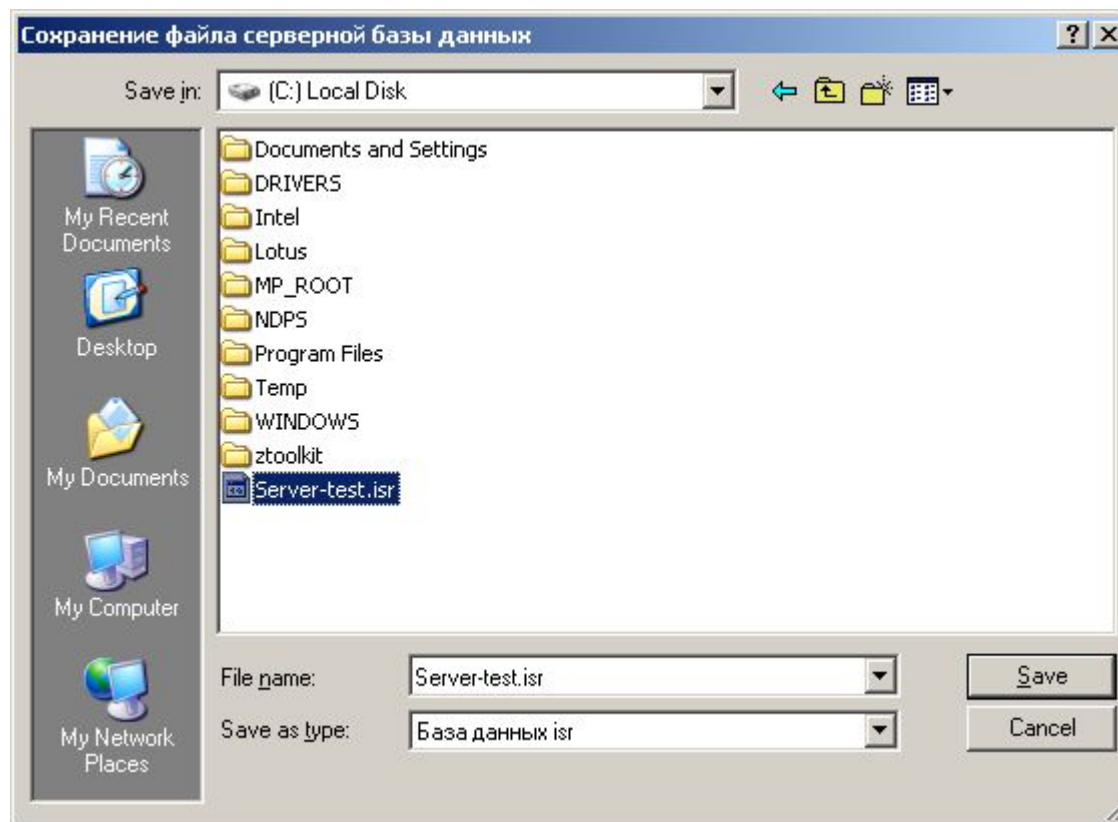 Сохранение файла серверной базы данных
Save in: (C:) Local Disk
My Recent
Documents
Desktop
My Documents
My Computer
My Network
Places
Documents and Settings
DRIVERS
Intel
Lotus
MP_ROOT
NDPS
Program Files
Temp
WINDOWS
ztoolkit
Server-test.isr
File name: Server-test.isr Save
Save as type: База данных isr Cancel